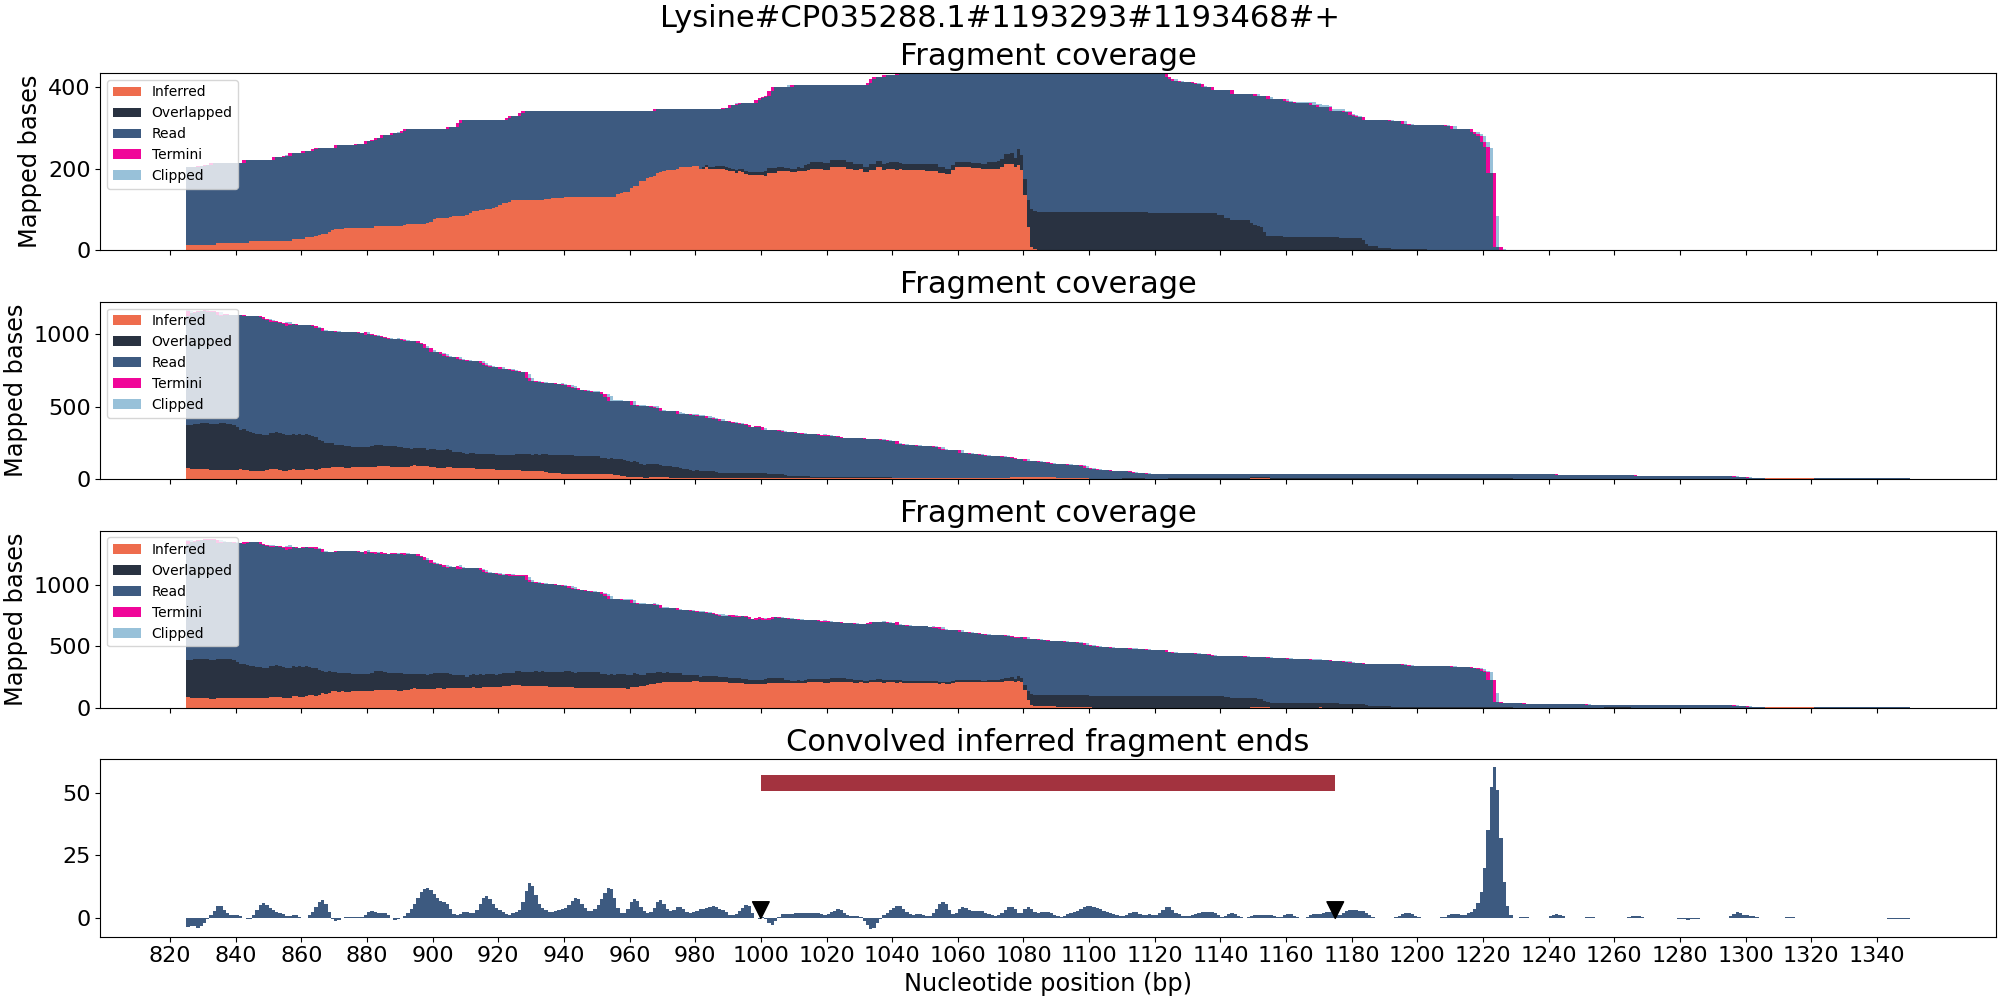 Lysine#CP035288.1#1193293#1193468#+
Fragment coverage
Mapped bases
400
200
0
Inferred
Overlapped
Read
Termini
Clipped
Fragment coverage
Mapped bases
1000
500
0
Inferred
Overlapped
Read
Termini
Clipped
Fragment coverage
Mapped bases
1000
500
0
Inferred
Overlapped
Read
Termini
Clipped
Convolved inferred fragment ends
50
25
0
820 840 860 880 900 920 940 960 980 1000 1020 1040 1060 1080 1100 1120 1140 1160 1180 1200 1220 1240 1260 1280 1300 1320 1340
Nucleotide position (bp)